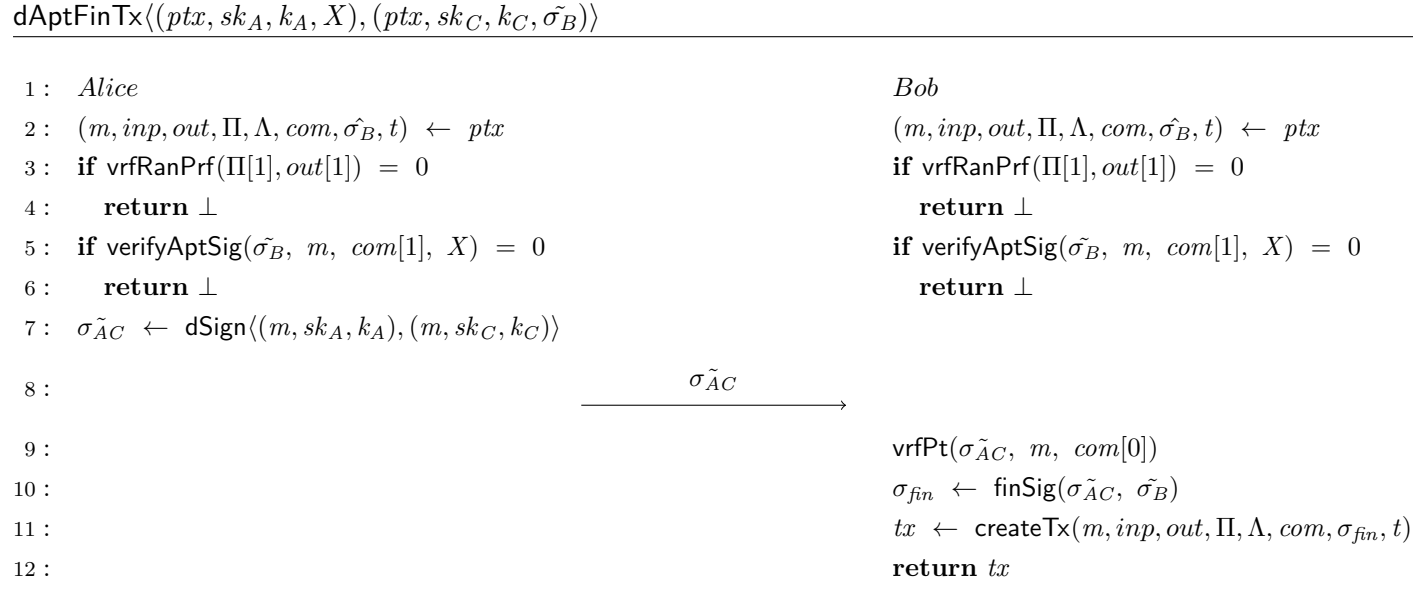 dAptFinTx⟨(ptx, sk_A, k_A, X), (ptx, sk_C, k_C, σ̃_B)⟩
1 : Alice Bob
2 : (m, inp, out, Π, Λ, com, σ̂_B, t) ← ptx (m, inp, out, Π, Λ, com, σ̂_B, t) ← ptx
3 : if vrfRanPrf(Π[1], out[1]) = 0 if vrfRanPrf(Π[1], out[1]) = 0
4 : return ⊥ return ⊥
5 : if verifyAptSig(σ̃_B, m, com[1], X) = 0 if verifyAptSig(σ̃_B, m, com[1], X) = 0
6 : return ⊥ return ⊥
7 : σ̃_AC ← dSign⟨(m, sk_A, k_A), (m, sk_C, k_C)⟩
8 : σ̃_AC
9 : vrfPt(σ̃_AC, m, com[0])
10 : σ_fin ← finSig(σ̃_AC, σ̃_B)
11 : tx ← createTx(m, inp, out, Π, Λ, com, σ_fin, t)
12 : return tx